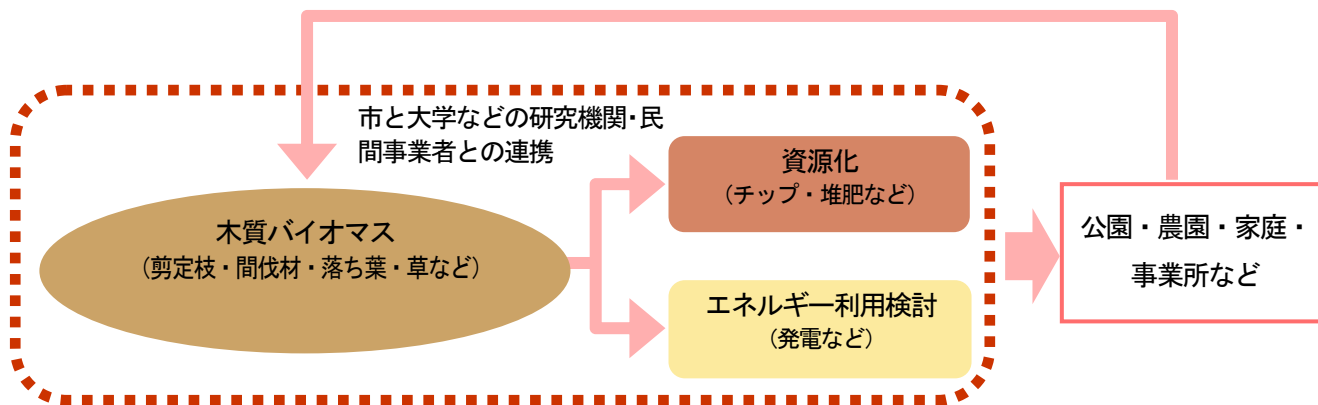 市と大学などの研究機関・民
間事業者との連携
木質バイオマス
（剪定枝・間伐材・落ち葉・草など）
資源化
（チップ・堆肥など）
エネルギー利用検討
（発電など）
公園・農園・家庭・
事業所など